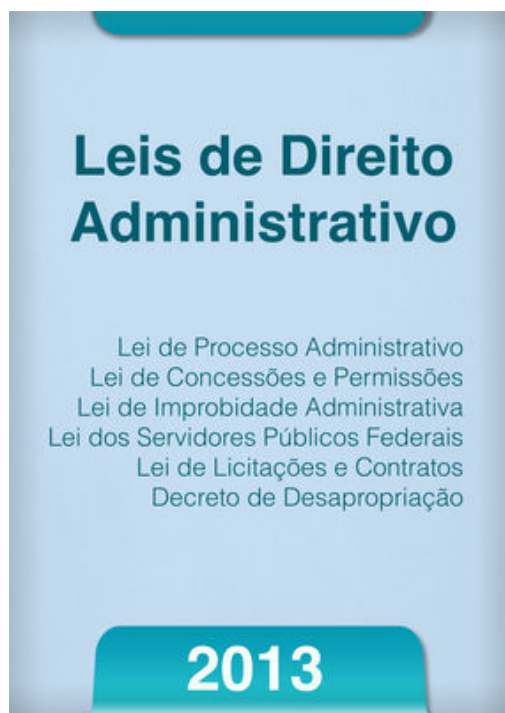 Leis de Direito
Administrativo
Lei de Processo Administrativo
Lei de Concessões e Permissões
Lei de Improbidade Administrativa
Lei dos Servidores Públicos Federais
Lei de Licitações e Contratos
Decreto de Desapropriação
2013